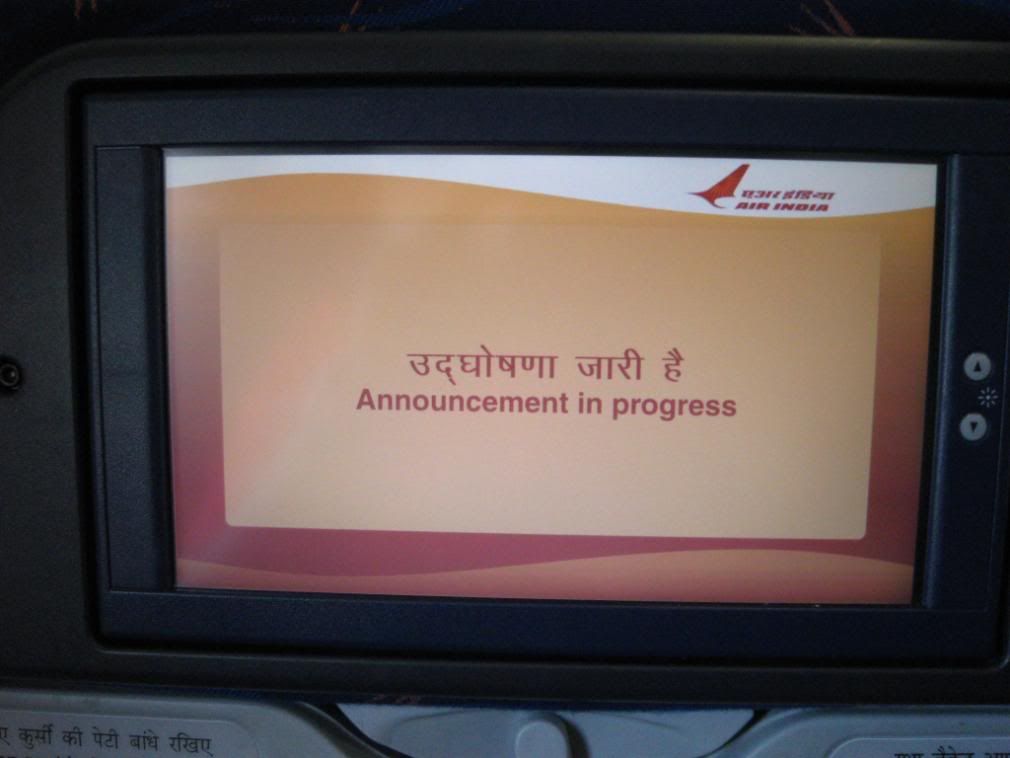 एअर इंडिया
AIR INDIA
उद्घोषणा जारी है
Announcement in progress
कुर्सी की पेटी बांधे रखिए